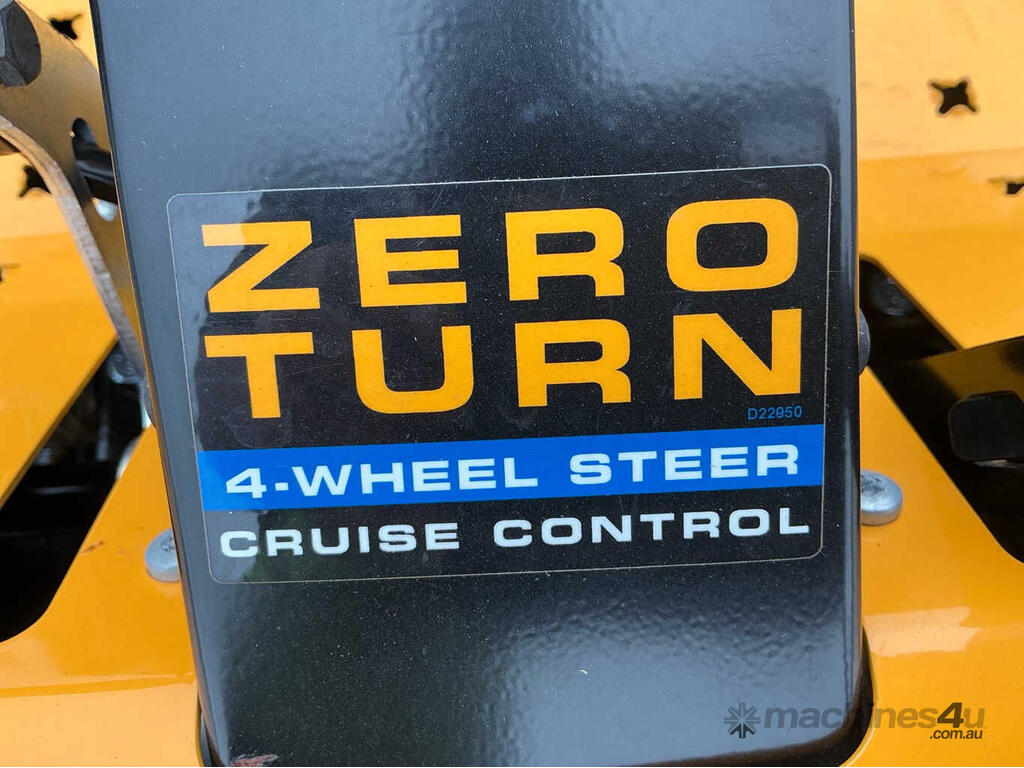 ZERO
TURN
D22950
4-WHEEL STEER
CRUISE CONTROL
machines4u
.com.au